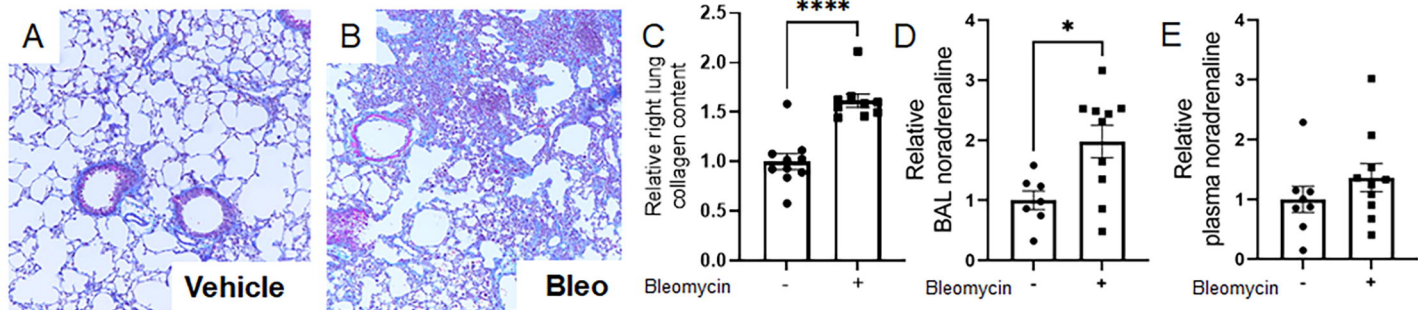 A
Vehicle
B
Bleo
C
Relative right lung
collagen content
2.5
2.0
1.5
1.0
0.5
0.0
****
Bleomycin - +
D
Relative
BAL noradrenaline
4
3
2
1
0
*
Bleomycin - +
E
Relative
plasma noradrenaline
4
3
2
1
0
Bleomycin - +